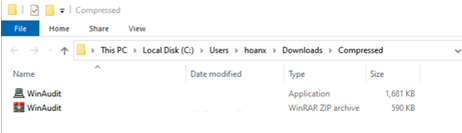 Compressed
File Home Share View
This PC > Local Disk (C:) > Users > hoanx > Downloads > Compressed
Name Date modified Type Size
WinAudit Application 1,681 KB
WinAudit WinRAR ZIP archive 590 KB